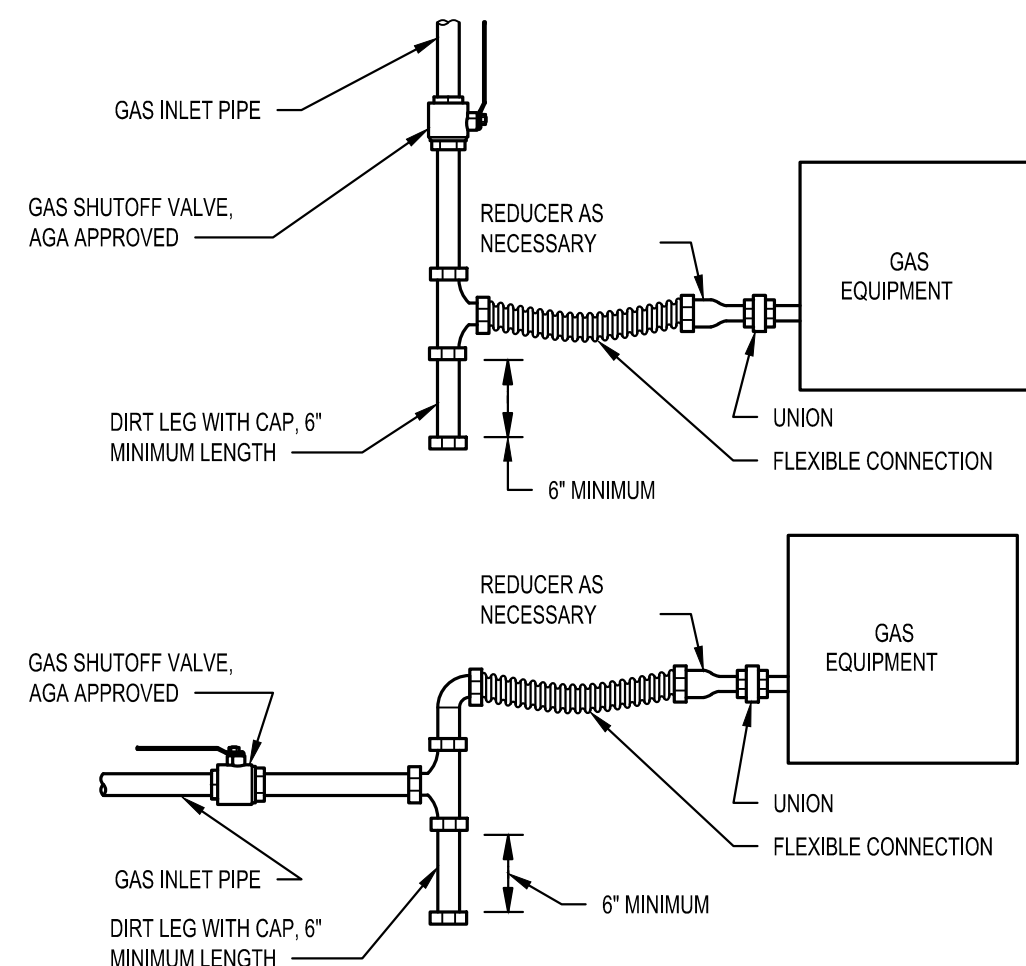 GAS INLET PIPE
GAS SHUTOFF VALVE,
AGA APPROVED
REDUCER AS
NECESSARY
GAS
EQUIPMENT
DIRT LEG WITH CAP, 6"
MINIMUM LENGTH
UNION
FLEXIBLE CONNECTION
6" MINIMUM
REDUCER AS
NECESSARY
GAS
EQUIPMENT
GAS SHUTOFF VALVE,
AGA APPROVED
UNION
FLEXIBLE CONNECTION
GAS INLET PIPE
6" MINIMUM
DIRT LEG WITH CAP, 6"
MINIMUM LENGTH